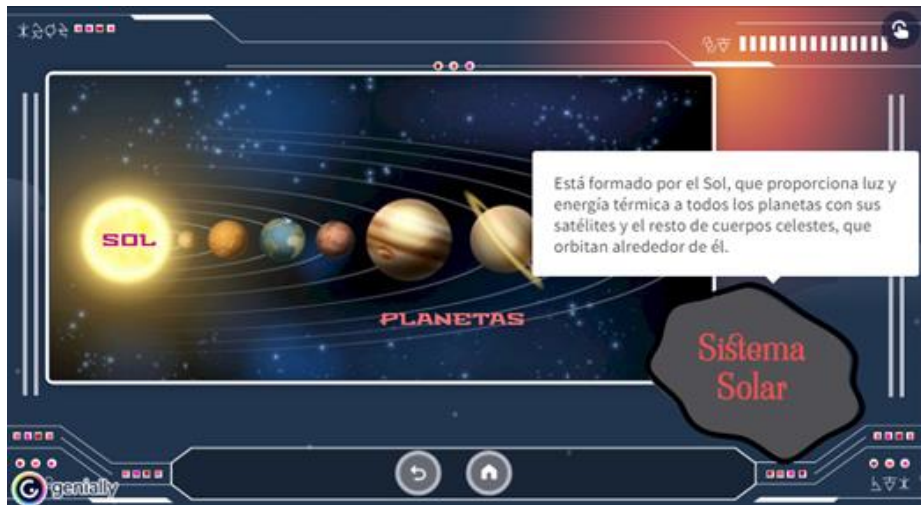 SOL
PLANETAS
Está formado por el Sol, que proporciona luz y
energía térmica a todos los planetas con sus
satélites y el resto de cuerpos celestes, que
orbitan alrededor de él.
Sistema
Solar
genially